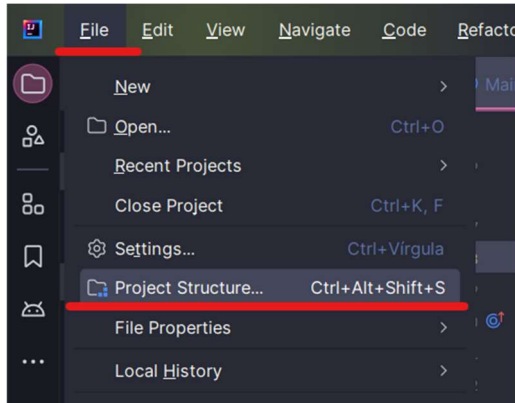 IJ
File Edit View Navigate Code Refacto
New
Open... Ctrl+O
Recent Projects
Close Project Ctrl+K, F
Settings... Ctrl+Vírgula
Project Structure... Ctrl+Alt+Shift+S
File Properties
Local History